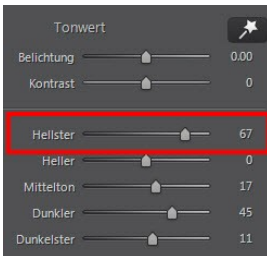 Tonwert
Belichtung 0.00
Kontrast 0
Hellster 67
Heller 0
Mittelton 17
Dunkler 45
Dunkelster 11